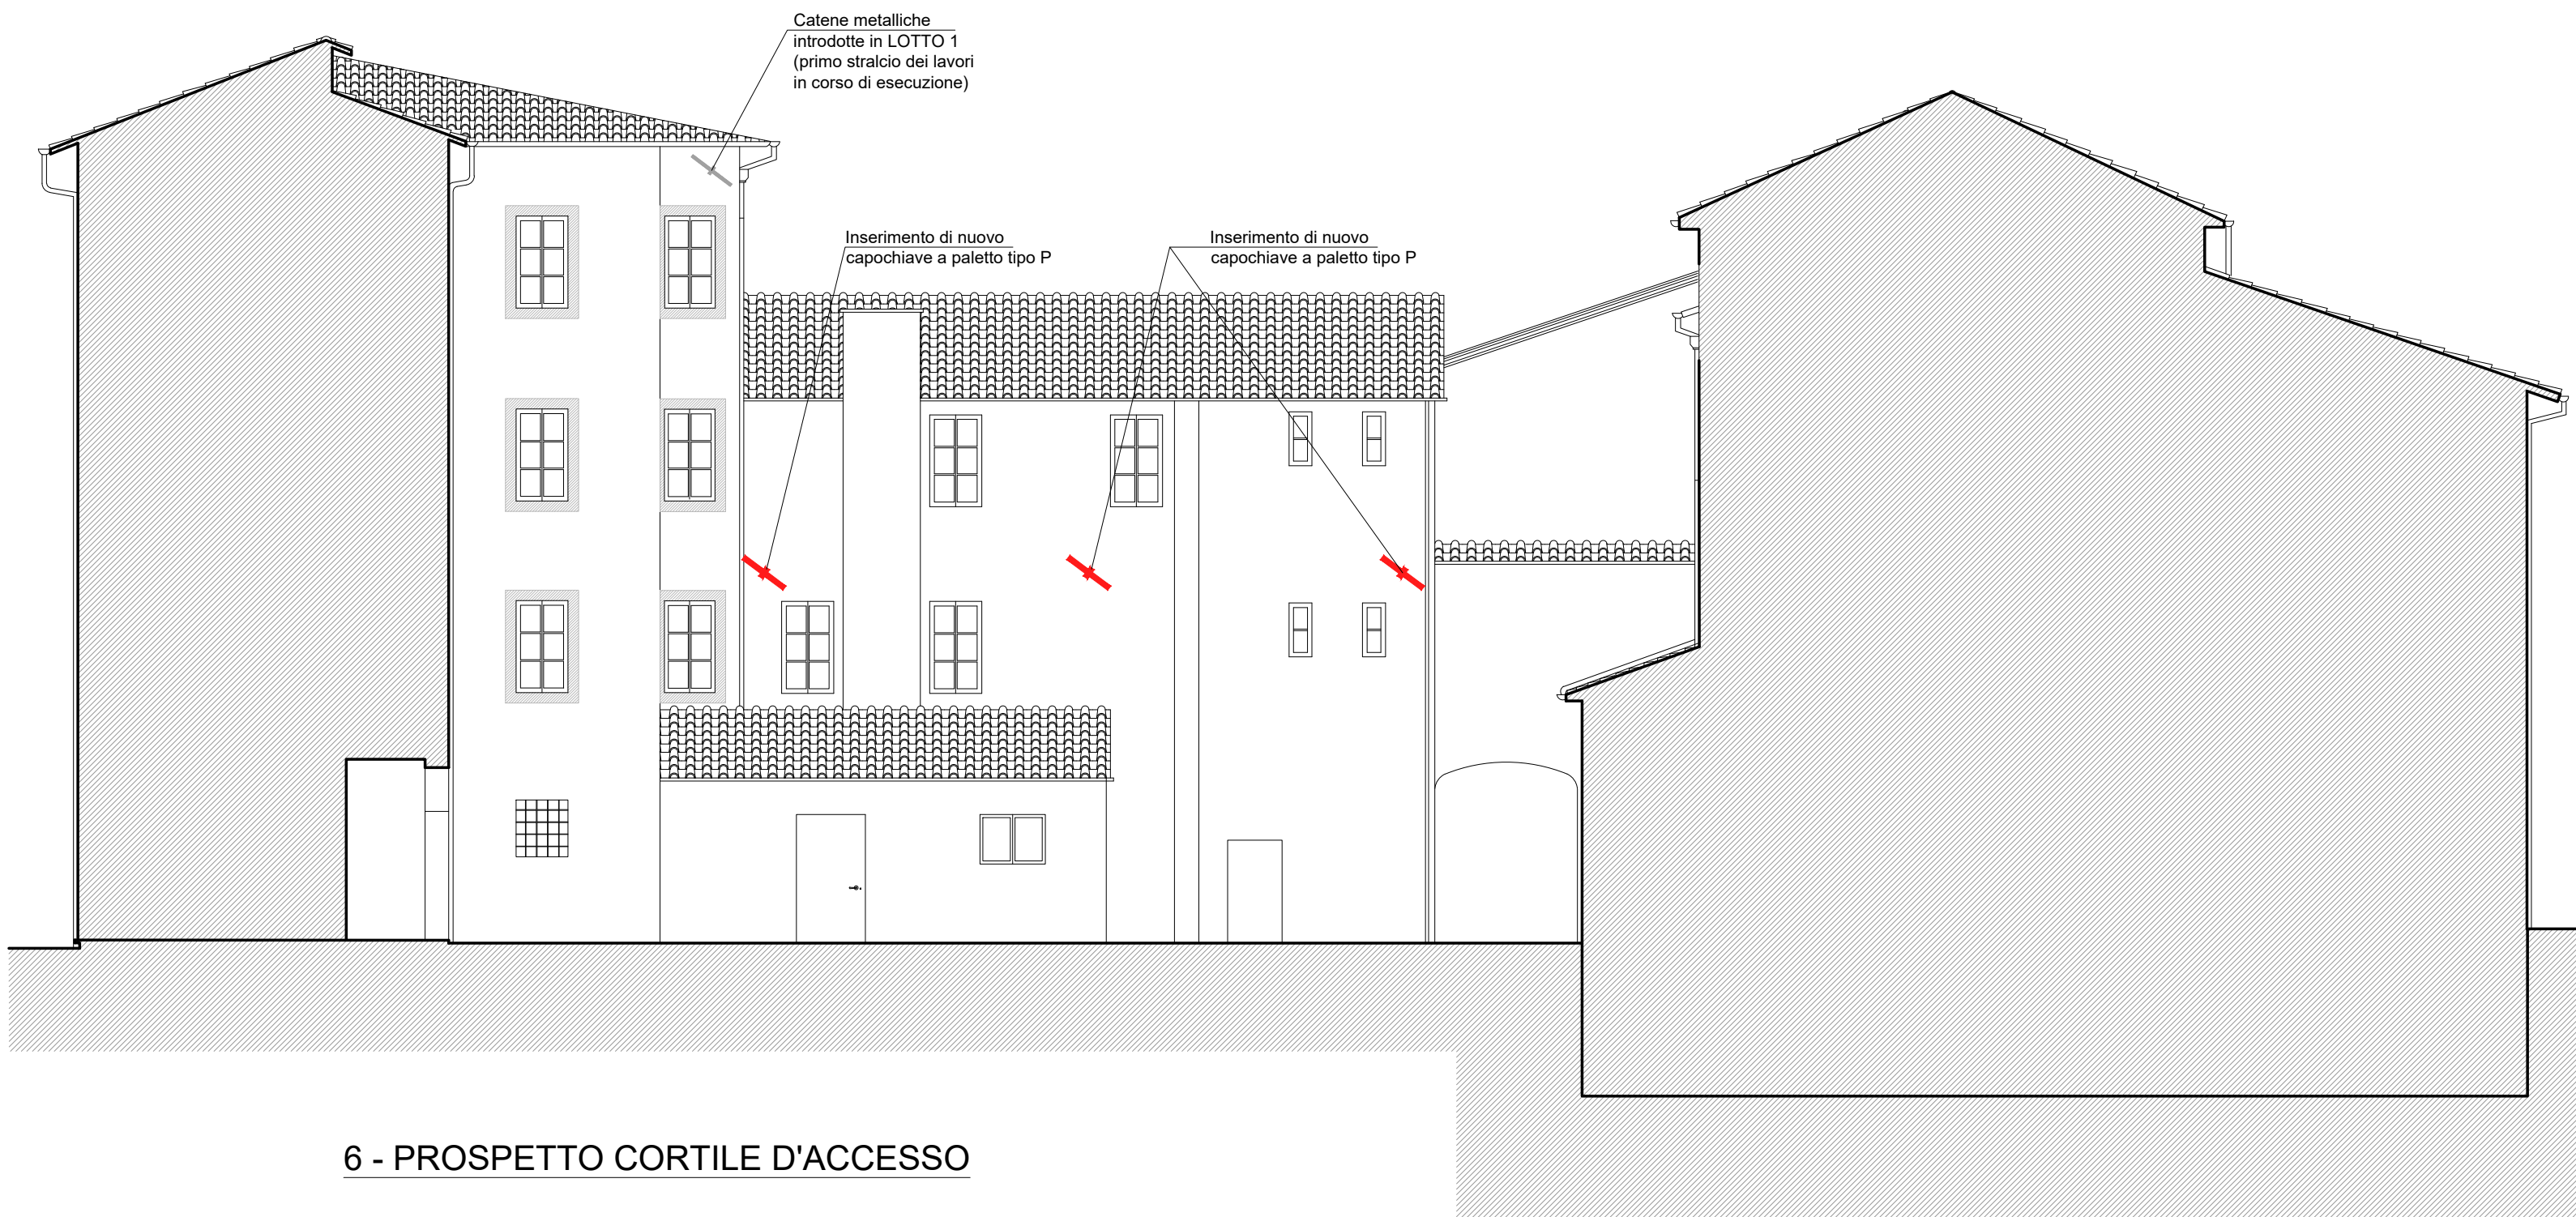 Catene metalliche
introdotte in LOTTO 1
(primo stralcio dei lavori
in corso di esecuzione)
Inserimento di nuovo
capochiave a paletto tipo P
Inserimento di nuovo
capochiave a paletto tipo P
6 - PROSPETTO CORTILE D'ACCESSO